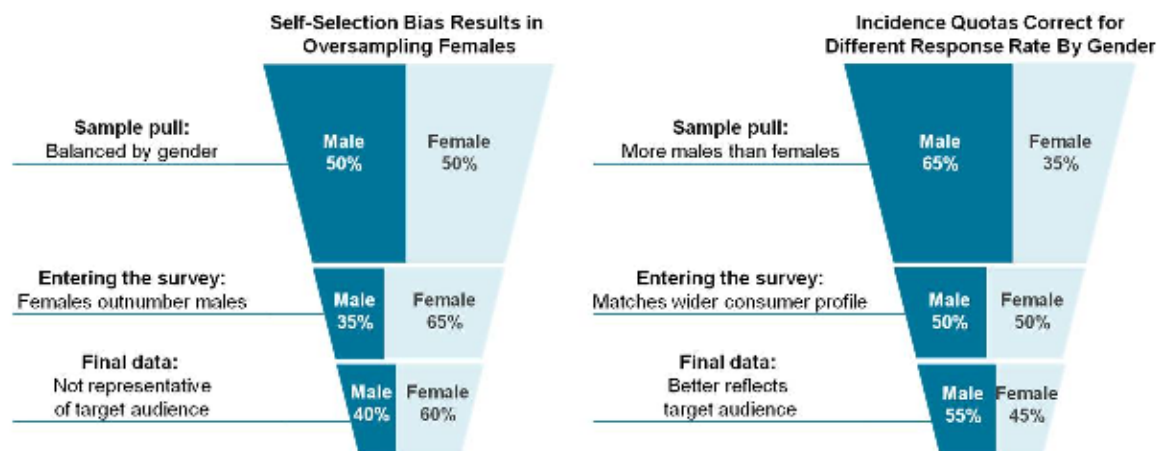 Self-Selection Bias Results in
Oversampling Females
Sample pull:
Balanced by gender
Male
50%
Female
50%
Entering the survey:
Females outnumber males
Male
35%
Female
65%
Final data:
Not representative
of target audience
Male
40%
Female
60%
Incidence Quotas Correct for
Different Response Rate By Gender
Sample pull:
More males than females
Male
65%
Female
35%
Entering the survey:
Matches wider consumer profile
Male
50%
Female
50%
Final data:
Better reflects
target audience
Male
55%
Female
45%